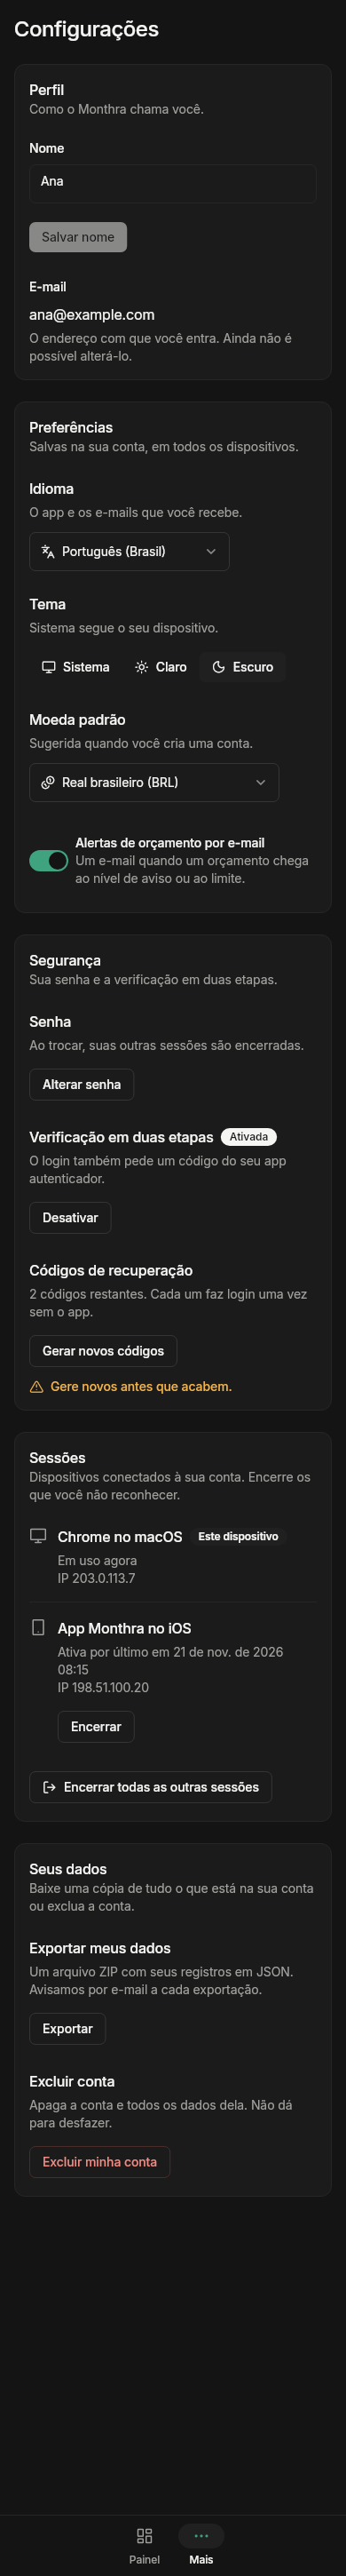 Configurações
Perfil
Como o Monthra chama você.
Nome
Ana
Salvar nome
E-mail
ana@example.com
O endereço com que você entra. Ainda não é
possível alterá-lo.
Preferências
Salvas na sua conta, em todos os dispositivos.
Idioma
O app e os e-mails que você recebe.
Português (Brasil)
Tema
Sistema segue o seu dispositivo.
Sistema Claro Escuro
Moeda padrão
Sugerida quando você cria uma conta.
Real brasileiro (BRL)
Alertas de orçamento por e-mail
Um e-mail quando um orçamento chega
ao nível de aviso ou ao limite.
Segurança
Sua senha e a verificação em duas etapas.
Senha
Ao trocar, suas outras sessões são encerradas.
Alterar senha
Verificação em duas etapas Ativada
O login também pede um código do seu app
autenticador.
Desativar
Códigos de recuperação
2 códigos restantes. Cada um faz login uma vez
sem o app.
Gerar novos códigos
Gere novos antes que acabem.
Sessões
Dispositivos conectados à sua conta. Encerre os
que você não reconhecer.
Chrome no macOS Este dispositivo
Em uso agora
IP 203.0.113.7
App Monthra no iOS
Ativa por último em 21 de nov. de 2026
08:15
IP 198.51.100.20
Encerrar
Encerrar todas as outras sessões
Seus dados
Baixe uma cópia de tudo o que está na sua conta
ou exclua a conta.
Exportar meus dados
Um arquivo ZIP com seus registros em JSON.
Avisamos por e-mail a cada exportação.
Exportar
Excluir conta
Apaga a conta e todos os dados dela. Não dá
para desfazer.
Excluir minha conta
Painel Mais